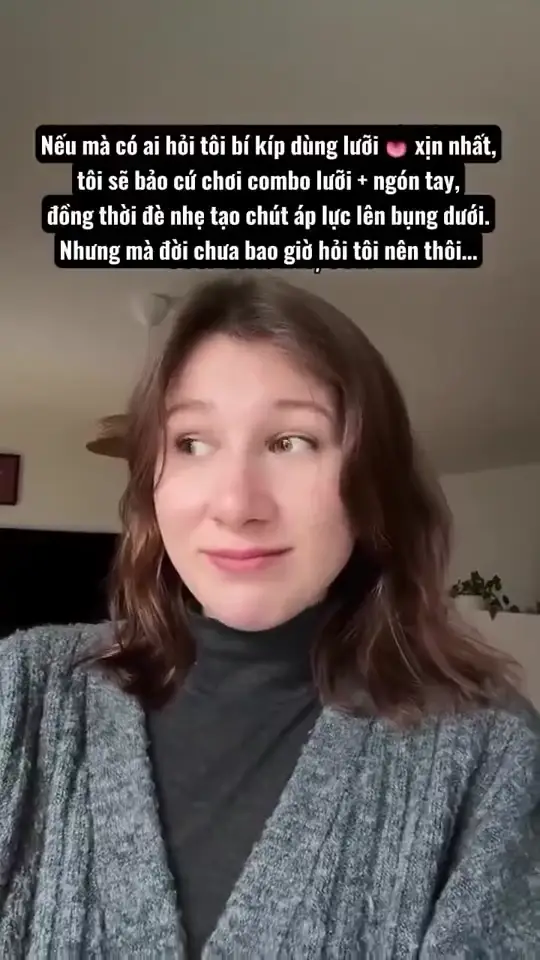 Nếu mà có ai hỏi tôi bí kíp dùng lưỡi 👅 xịn nhất,
tôi sẽ bảo cứ chơi combo lưỡi + ngón tay,
đồng thời đè nhẹ tạo chút áp lực lên bụng dưới.
Nhưng mà đời chưa bao giờ hỏi tôi nên thôi...